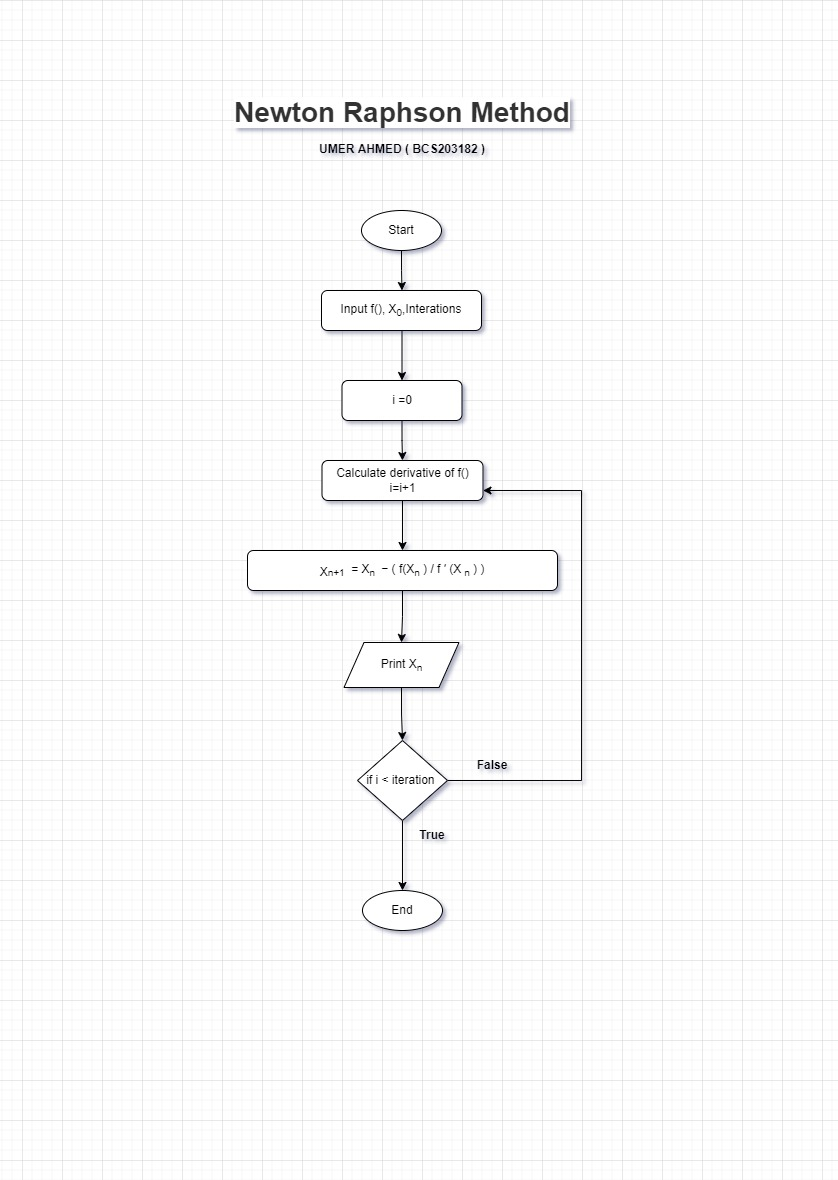 Newton Raphson Method
UMER AHMED ( BCS203182 )
Start
Input f(), X₀,Interations
i =0
Calculate derivative of f()
i=i+1
Xₙ₊₁ = Xₙ − ( f(Xₙ ) / f ′ (X ₙ ) )
Print Xₙ
if i < iteration
False
True
End